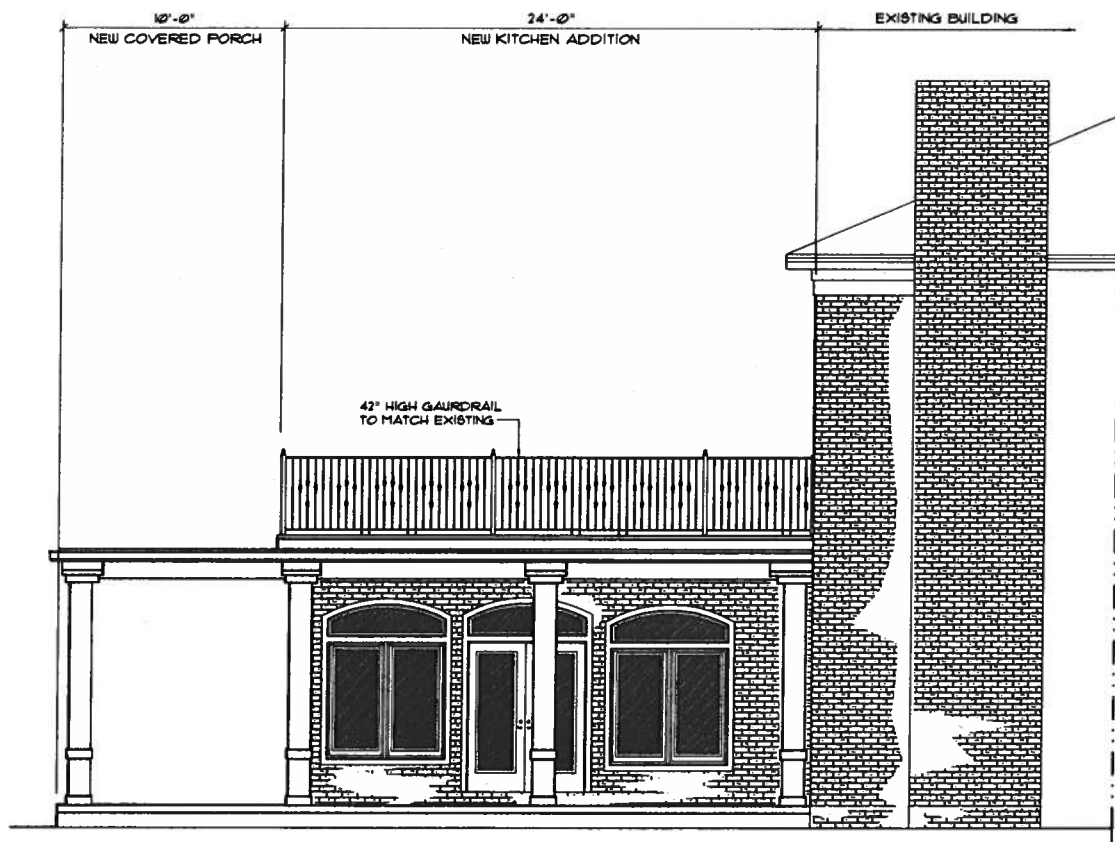 10'-0"
NEW COVERED PORCH
24'-0"
NEW KITCHEN ADDITION
EXISTING BUILDING
42" HIGH GAURDRAIL
TO MATCH EXISTING